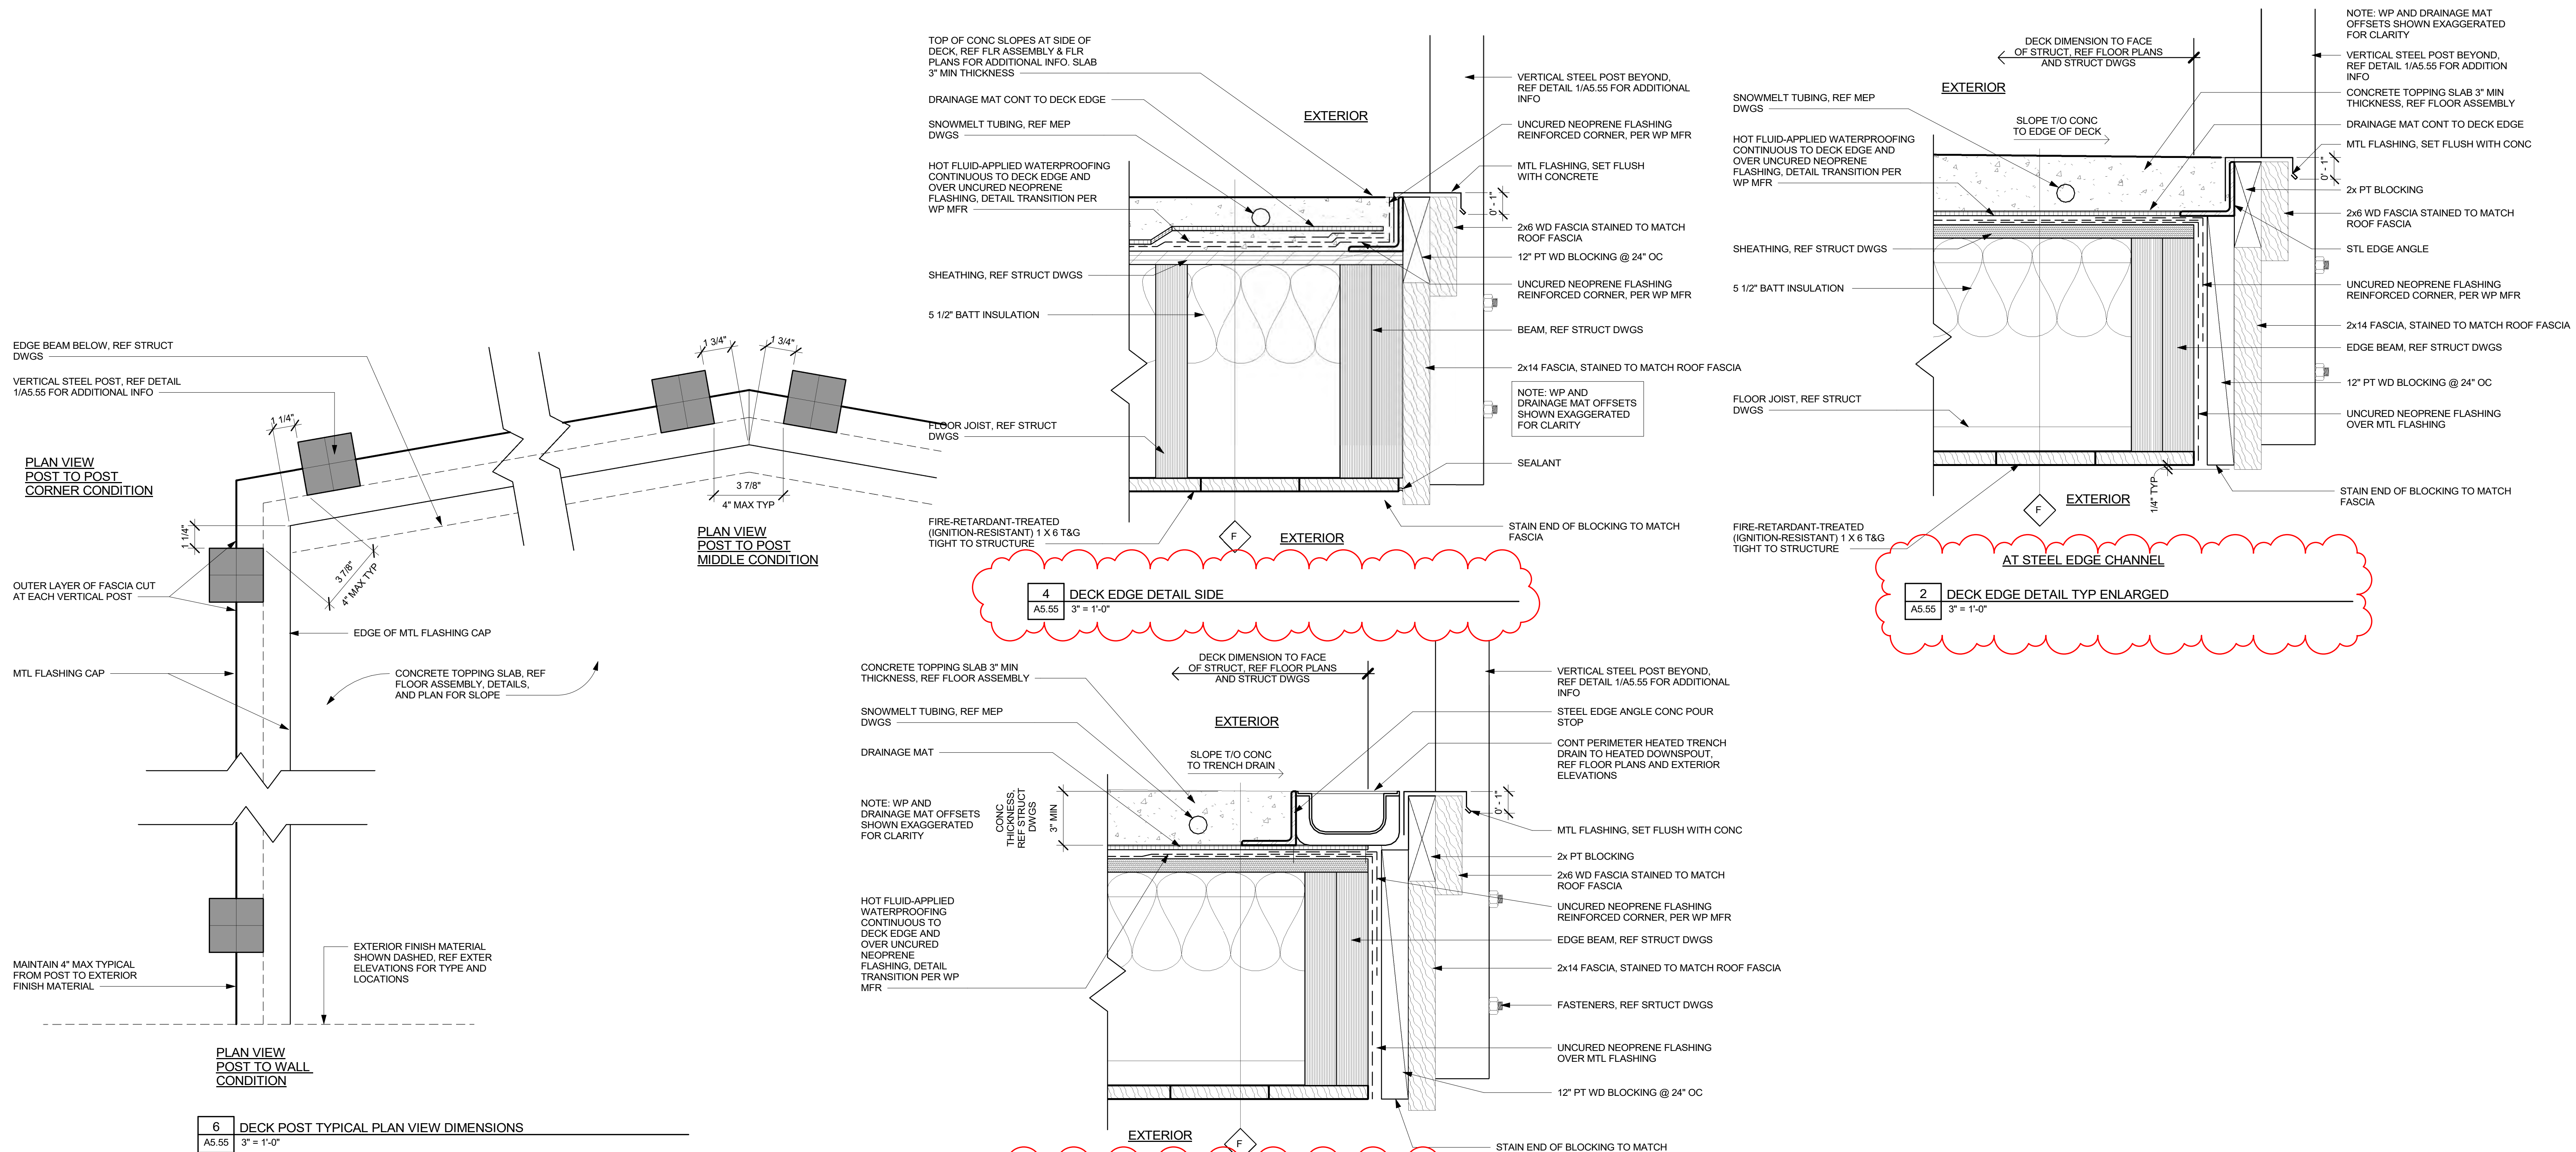 EDGE BEAM BELOW, REF STRUCT
DWGS
VERTICAL STEEL POST, REF DETAIL
1/A5.55 FOR ADDITIONAL INFO
PLAN VIEW
POST TO POST
CORNER CONDITION
1 1/4"
1 1/4"
3 7/8"
4" MAX TYP
OUTER LAYER OF FASCIA CUT
AT EACH VERTICAL POST
EDGE OF MTL FLASHING CAP
MTL FLASHING CAP
CONCRETE TOPPING SLAB, REF
FLOOR ASSEMBLY, DETAILS,
AND PLAN FOR SLOPE
1 3/4"
1 3/4"
3 7/8"
4" MAX TYP
PLAN VIEW
POST TO POST
MIDDLE CONDITION
MAINTAIN 4" MAX TYPICAL
FROM POST TO EXTERIOR
FINISH MATERIAL
EXTERIOR FINISH MATERIAL
SHOWN DASHED, REF EXTER
ELEVATIONS FOR TYPE AND
LOCATIONS
PLAN VIEW
POST TO WALL
CONDITION
6
DECK POST TYPICAL PLAN VIEW DIMENSIONS
A5.55
3" = 1'-0"
TOP OF CONC SLOPES AT SIDE OF
DECK, REF FLR ASSEMBLY & FLR
PLANS FOR ADDITIONAL INFO. SLAB
3" MIN THICKNESS
DRAINAGE MAT CONT TO DECK EDGE
SNOWMELT TUBING, REF MEP
DWGS
HOT FLUID-APPLIED WATERPROOFING
CONTINUOUS TO DECK EDGE AND
OVER UNCURED NEOPRENE
FLASHING, DETAIL TRANSITION PER
WP MFR
SHEATHING, REF STRUCT DWGS
5 1/2" BATT INSULATION
FLOOR JOIST, REF STRUCT
DWGS
FIRE-RETARDANT-TREATED
(IGNITION-RESISTANT) 1 X 6 T&G
TIGHT TO STRUCTURE
EXTERIOR
VERTICAL STEEL POST BEYOND,
REF DETAIL 1/A5.55 FOR ADDITIONAL
INFO
UNCURED NEOPRENE FLASHING
REINFORCED CORNER, PER WP MFR
MTL FLASHING, SET FLUSH
WITH CONCRETE
0' - 1"
2x6 WD FASCIA STAINED TO MATCH
ROOF FASCIA
12" PT WD BLOCKING @ 24" OC
UNCURED NEOPRENE FLASHING
REINFORCED CORNER, PER WP MFR
BEAM, REF STRUCT DWGS
2x14 FASCIA, STAINED TO MATCH ROOF FASCIA
NOTE: WP AND
DRAINAGE MAT OFFSETS
SHOWN EXAGGERATED
FOR CLARITY
SEALANT
STAIN END OF BLOCKING TO MATCH
FASCIA
F
EXTERIOR
4
DECK EDGE DETAIL SIDE
A5.55
3" = 1'-0"
DECK DIMENSION TO FACE
OF STRUCT, REF FLOOR PLANS
AND STRUCT DWGS
EXTERIOR
SLOPE T/O CONC
TO EDGE OF DECK
SNOWMELT TUBING, REF MEP
DWGS
HOT FLUID-APPLIED WATERPROOFING
CONTINUOUS TO DECK EDGE AND
OVER UNCURED NEOPRENE
FLASHING, DETAIL TRANSITION PER
WP MFR
SHEATHING, REF STRUCT DWGS
5 1/2" BATT INSULATION
FLOOR JOIST, REF STRUCT
DWGS
FIRE-RETARDANT-TREATED
(IGNITION-RESISTANT) 1 X 6 T&G
TIGHT TO STRUCTURE
NOTE: WP AND DRAINAGE MAT
OFFSETS SHOWN EXAGGERATED
FOR CLARITY
VERTICAL STEEL POST BEYOND,
REF DETAIL 1/A5.55 FOR ADDITION
INFO
CONCRETE TOPPING SLAB 3" MIN
THICKNESS, REF FLOOR ASSEMBLY
DRAINAGE MAT CONT TO DECK EDGE
MTL FLASHING, SET FLUSH WITH CONC
0' - 1"
2x PT BLOCKING
2x6 WD FASCIA STAINED TO MATCH
ROOF FASCIA
STL EDGE ANGLE
UNCURED NEOPRENE FLASHING
REINFORCED CORNER, PER WP MFR
2x14 FASCIA, STAINED TO MATCH ROOF FASCIA
EDGE BEAM, REF STRUCT DWGS
12" PT WD BLOCKING @ 24" OC
UNCURED NEOPRENE FLASHING
OVER MTL FLASHING
STAIN END OF BLOCKING TO MATCH
FASCIA
1/4" TYP
EXTERIOR
F
AT STEEL EDGE CHANNEL
2
DECK EDGE DETAIL TYP ENLARGED
A5.55
3" = 1'-0"
CONCRETE TOPPING SLAB 3" MIN
THICKNESS, REF FLOOR ASSEMBLY
SNOWMELT TUBING, REF MEP
DWGS
DRAINAGE MAT
NOTE: WP AND
DRAINAGE MAT OFFSETS
SHOWN EXAGGERATED
FOR CLARITY
CONC
THICKNESS,
REF STRUCT
DWGS
3" MIN
HOT FLUID-APPLIED
WATERPROOFING
CONTINUOUS TO
DECK EDGE AND
OVER UNCURED
NEOPRENE
FLASHING, DETAIL
TRANSITION PER WP
MFR
DECK DIMENSION TO FACE
OF STRUCT, REF FLOOR PLANS
AND STRUCT DWGS
EXTERIOR
SLOPE T/O CONC
TO TRENCH DRAIN
VERTICAL STEEL POST BEYOND,
REF DETAIL 1/A5.55 FOR ADDITIONAL
INFO
STEEL EDGE ANGLE CONC POUR
STOP
CONT PERIMETER HEATED TRENCH
DRAIN TO HEATED DOWNSPOUT,
REF FLOOR PLANS AND EXTERIOR
ELEVATIONS
0' - 1"
MTL FLASHING, SET FLUSH WITH CONC
2x PT BLOCKING
2x6 WD FASCIA STAINED TO MATCH
ROOF FASCIA
UNCURED NEOPRENE FLASHING
REINFORCED CORNER, PER WP MFR
EDGE BEAM, REF STRUCT DWGS
2x14 FASCIA, STAINED TO MATCH ROOF FASCIA
FASTENERS, REF SRTUCT DWGS
UNCURED NEOPRENE FLASHING
OVER MTL FLASHING
12" PT WD BLOCKING @ 24" OC
STAIN END OF BLOCKING TO MATCH
EXTERIOR
F